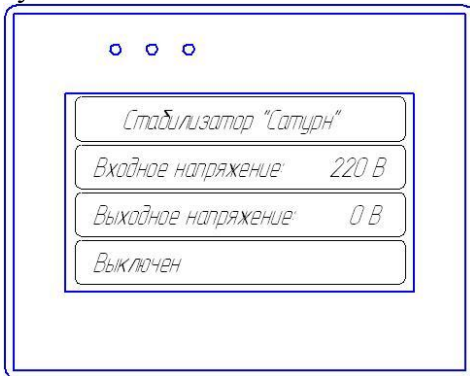 Стабилизатор "Сатурн"
Входное напряжение: 220 В
Выходное напряжение: 0 В
Выключен